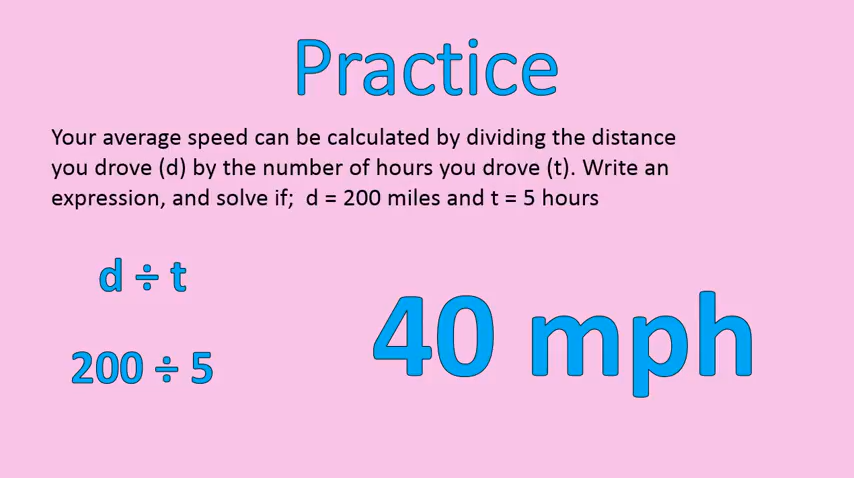 Practice
Your average speed can be calculated by dividing the distance
you drove (d) by the number of hours you drove (t). Write an
expression, and solve if;  d = 200 miles and t = 5 hours
d ÷ t
200 ÷ 5
40 mph